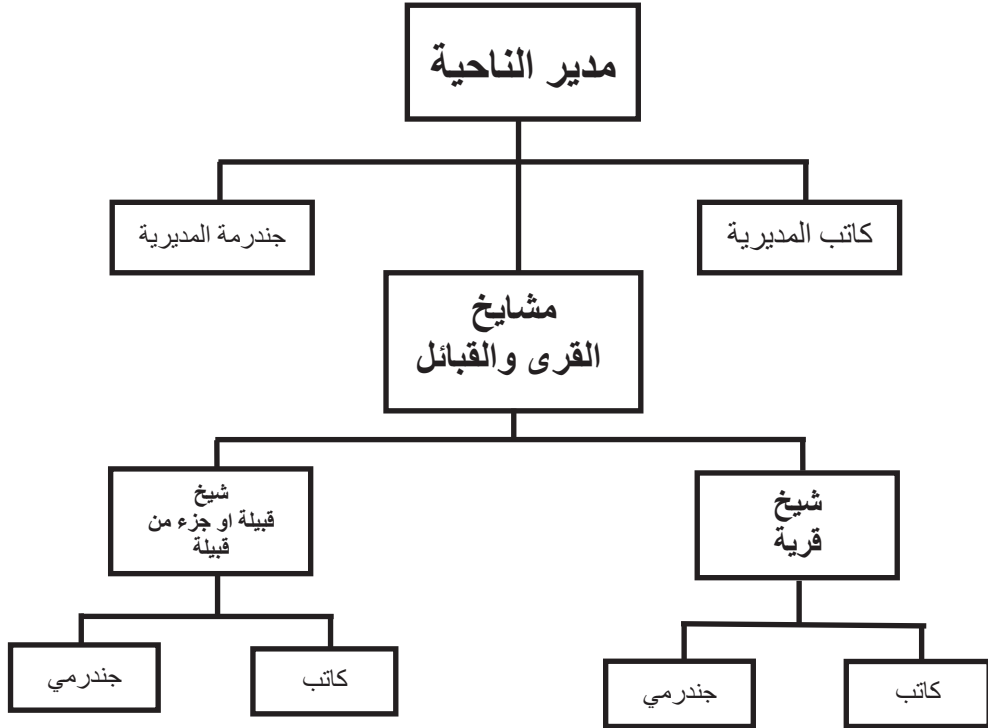 مدير الناحية
كاتب المديرية
جندرمة المديرية
مشايخ
القرى والقبائل
شيخ
قرية
شيخ
قبيلة او جزء من
قبيلة
كاتب
جندرمي
كاتب
جندرمي